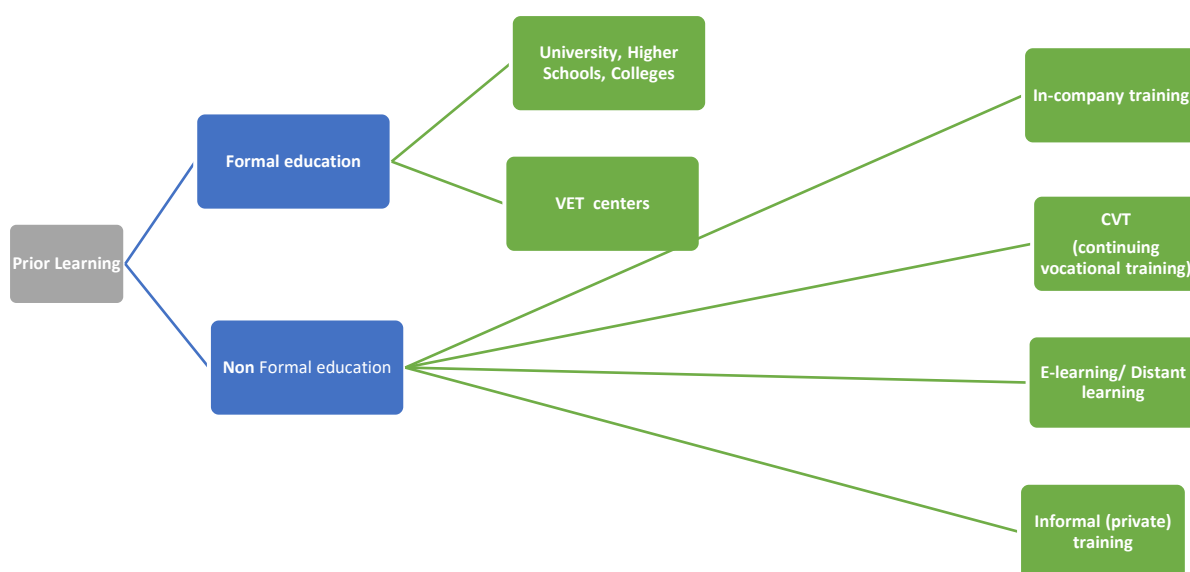 University, Higher
Schools, Colleges
In-company training
Formal education
VET  centers
CVT
(continuing
vocational training)
Prior Learning
Non Formal education
E-learning/ Distant
learning
Informal (private)
training